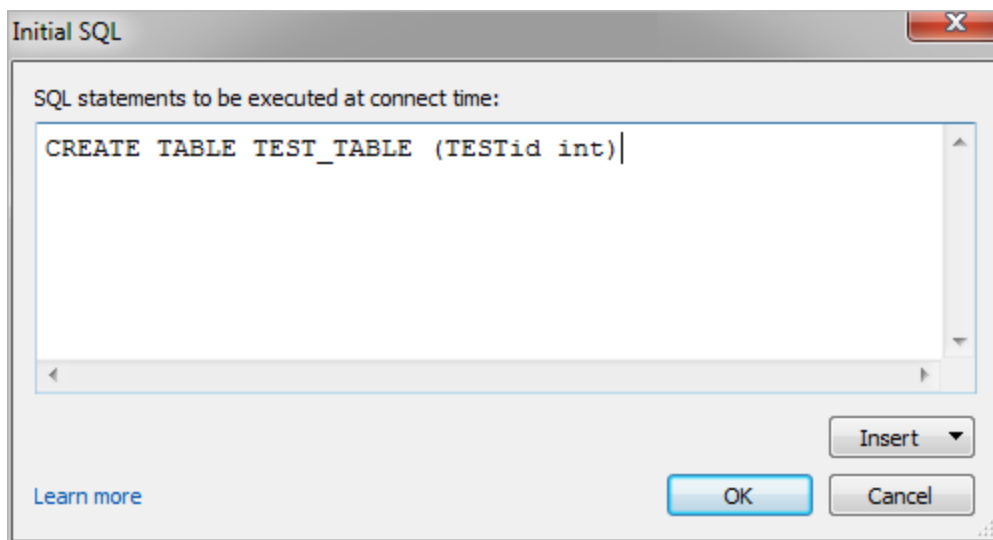 Initial SQL
SQL statements to be executed at connect time:
CREATE TABLE TEST_TABLE (TESTid int)
Insert
Learn more
OK
Cancel